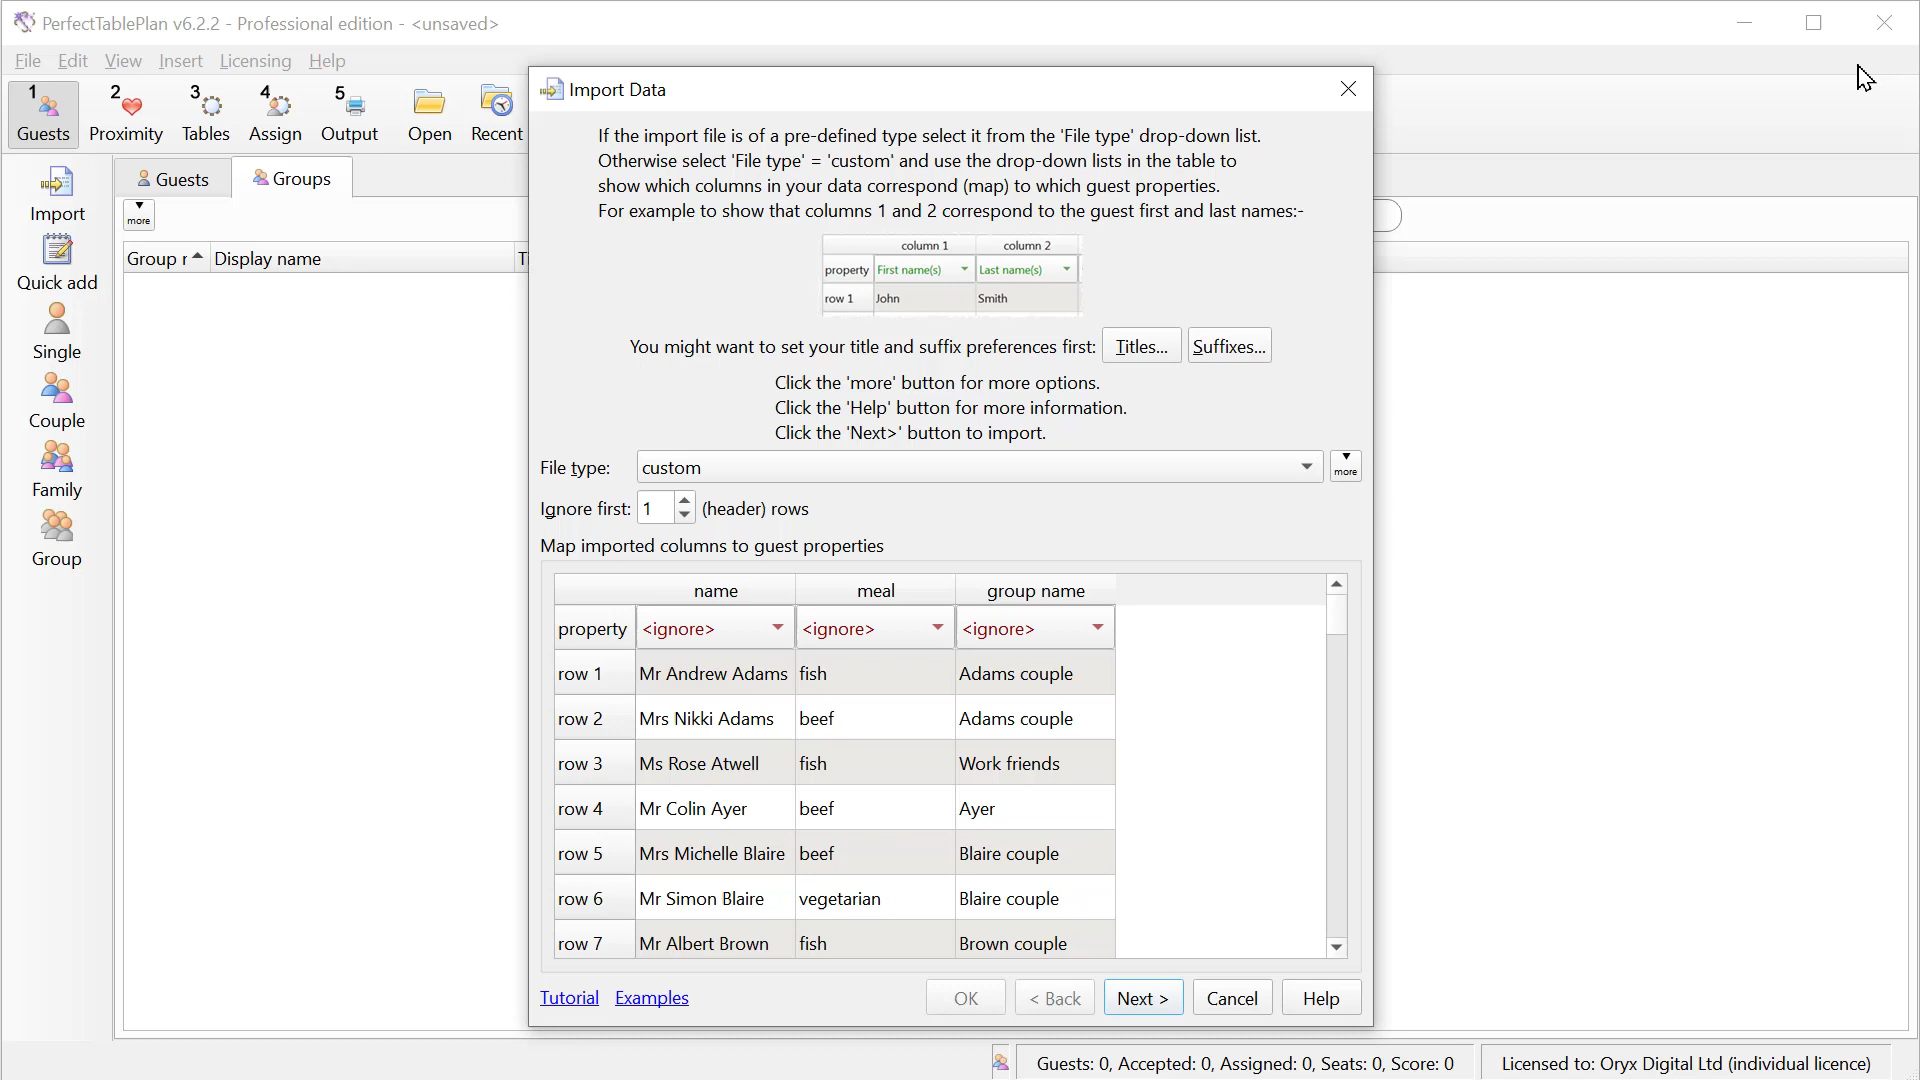 PerfectTablePlan v6.2.2 - Professional edition - <unsaved>
File Edit View Insert Licensing Help
1 2 3 4 5
Guests Proximity Tables Assign Output Open Recent
Import
Quick add
Single
Couple
Family
Group
Guests Groups
more
Group r Display name
Import Data
If the import file is of a pre-defined type select it from the 'File type' drop-down list.
Otherwise select 'File type' = 'custom' and use the drop-down lists in the table to
show which columns in your data correspond (map) to which guest properties.
For example to show that columns 1 and 2 correspond to the guest first and last names:-
column 1 column 2
property First name(s) Last name(s)
row 1 John Smith
You might want to set your title and suffix preferences first: Titles... Suffixes...
Click the 'more' button for more options.
Click the 'Help' button for more information.
Click the 'Next>' button to import.
File type: custom more
Ignore first: 1 (header) rows
Map imported columns to guest properties
name meal group name
property <ignore> <ignore> <ignore>
row 1 Mr Andrew Adams fish Adams couple
row 2 Mrs Nikki Adams beef Adams couple
row 3 Ms Rose Atwell fish Work friends
row 4 Mr Colin Ayer beef Ayer
row 5 Mrs Michelle Blaire beef Blaire couple
row 6 Mr Simon Blaire vegetarian Blaire couple
row 7 Mr Albert Brown fish Brown couple
Tutorial Examples OK < Back Next > Cancel Help
Guests: 0, Accepted: 0, Assigned: 0, Seats: 0, Score: 0 Licensed to: Oryx Digital Ltd (individual licence)